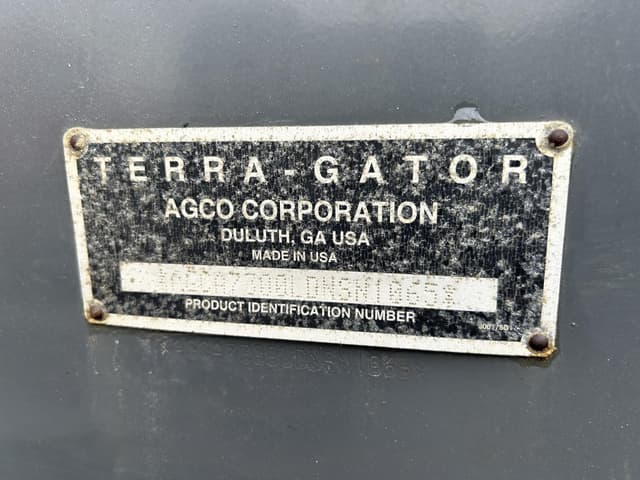 TERRA-GATOR
AGCO CORPORATION
DULUTH, GA USA
MADE IN USA
PRODUCT IDENTIFICATION NUMBER